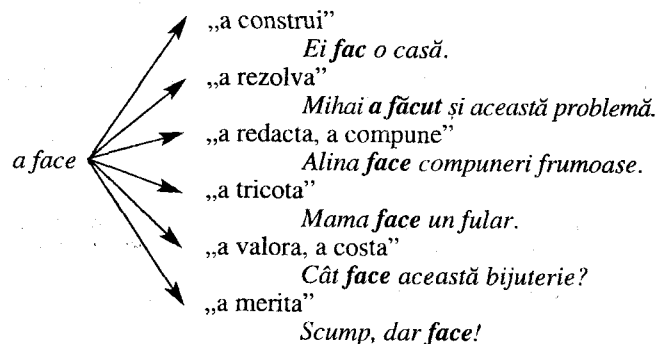 „a construi”
Ei fac o casă.
„a rezolva”
Mihai a făcut și această problemă.
„a redacta, a compune”
a face
Alina face compuneri frumoase.
„a tricota”
Mama face un fular.
„a valora, a costa”
Cât face această bijuterie?
„a merita”
Scump, dar face!